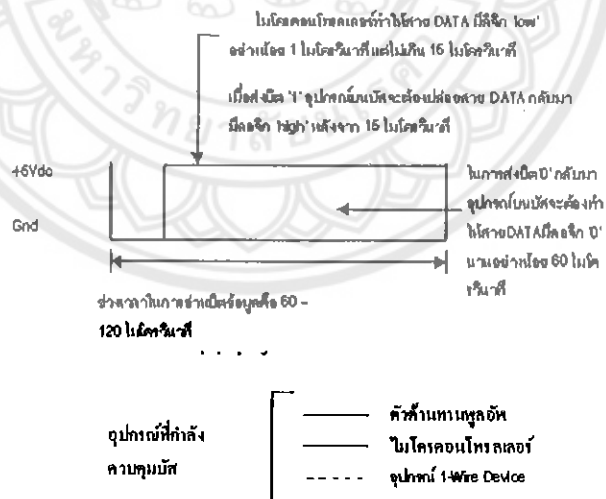 ไมโครคอนโทรลเลอร์ทำให้สาย DATA มีลอจิก 'low'
อย่างน้อย 1 ไมโครวินาทีแต่ไม่เกิน 15 ไมโครวินาที
เมื่อส่งบิต '1' อุปกรณ์บนบัสจะต้องปล่อยสาย DATA กลับมา
มีลอจิก 'high' หลังจาก 15 ไมโครวินาที
+5Vdc
Gnd
ในการส่งบิต '0' กลับมา
อุปกรณ์บนบัสจะต้องทำ
ให้สาย DATA มีลอจิก '0'
นานอย่างน้อย 60 ไมโค
รวินาที
ช่วงเวลาในการอ่านบิตข้อมูลคือ 60 –
120 ไมโครวินาที
อุปกรณ์ที่กำลัง
ควบคุมบัส
ตัวต้านทานพูลอัพ
ไมโครคอนโทรลเลอร์
อุปกรณ์ 1-Wire Device